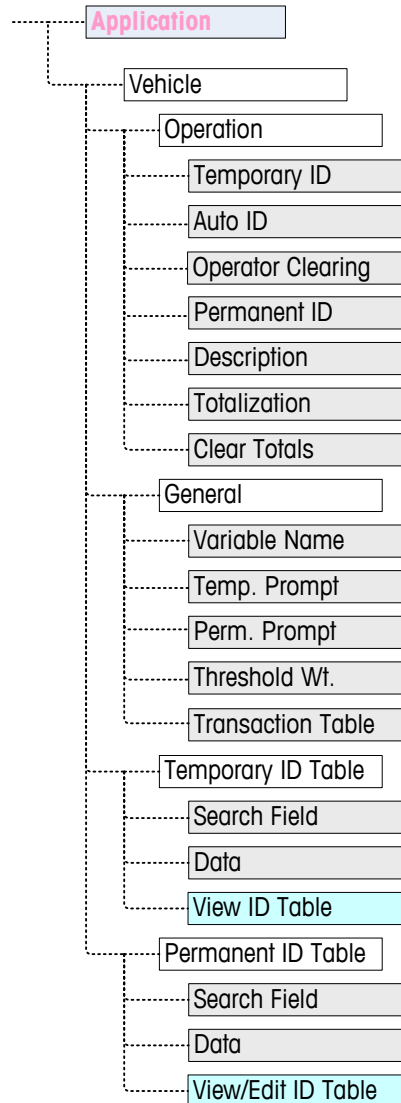 Application
Vehicle
Operation
Temporary ID
Auto ID
Operator Clearing
Permanent ID
Description
Totalization
Clear Totals
General
Variable Name
Temp. Prompt
Perm. Prompt
Threshold Wt.
Transaction Table
Temporary ID Table
Search Field
Data
View ID Table
Permanent ID Table
Search Field
Data
View/Edit ID Table